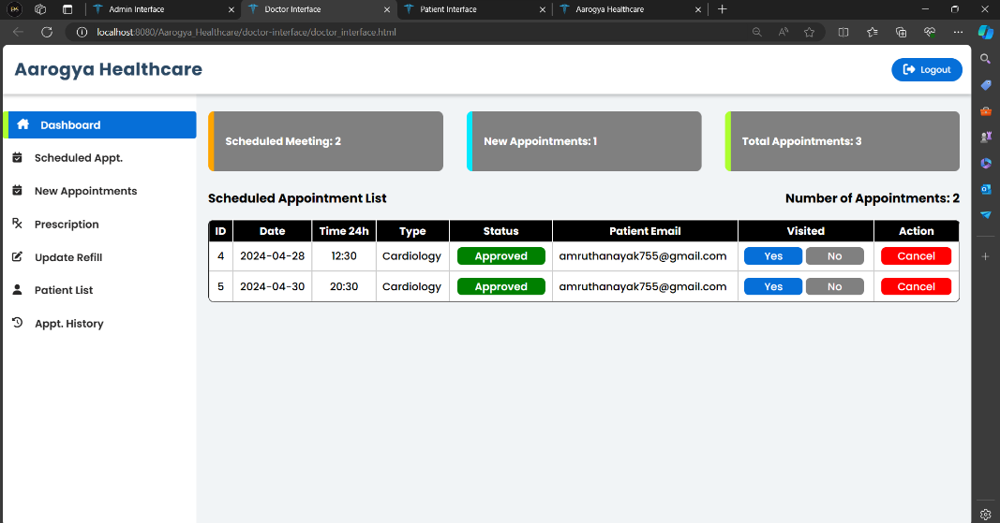 Admin Interface Doctor Interface Patient Interface Aarogya Healthcare
localhost:8080/Aarogya_Healthcare/doctor-interface/doctor_interface.html
Aarogya Healthcare Logout
Dashboard
Scheduled Appt.
New Appointments
Prescription
Update Refill
Patient List
Appt. History
Scheduled Meeting: 2 New Appointments: 1 Total Appointments: 3
Scheduled Appointment List Number of Appointments: 2
ID Date Time 24h Type Status Patient Email Visited Action
4 2024-04-28 12:30 Cardiology Approved amruthanayak755@gmail.com Yes No Cancel
5 2024-04-30 20:30 Cardiology Approved amruthanayak755@gmail.com Yes No Cancel